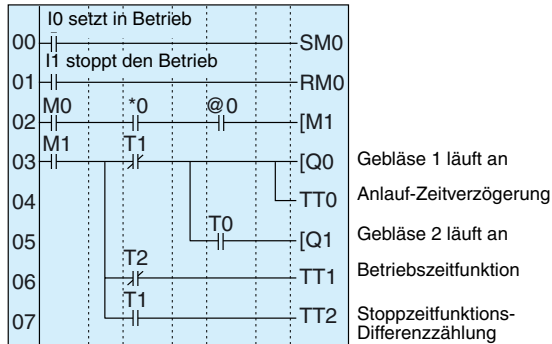 I0 setzt in Betrieb
00 SM0
I1 stoppt den Betrieb
01 RM0
M0 *0 @0
02 [M1
M1 T1
03 [Q0 Gebläse 1 läuft an
04 TT0 Anlauf-Zeitverzögerung
T0
05 [Q1 Gebläse 2 läuft an
T2
06 TT1 Betriebszeitfunktion
T1
07 TT2 Stoppzeitfunktions-
Differenzzählung